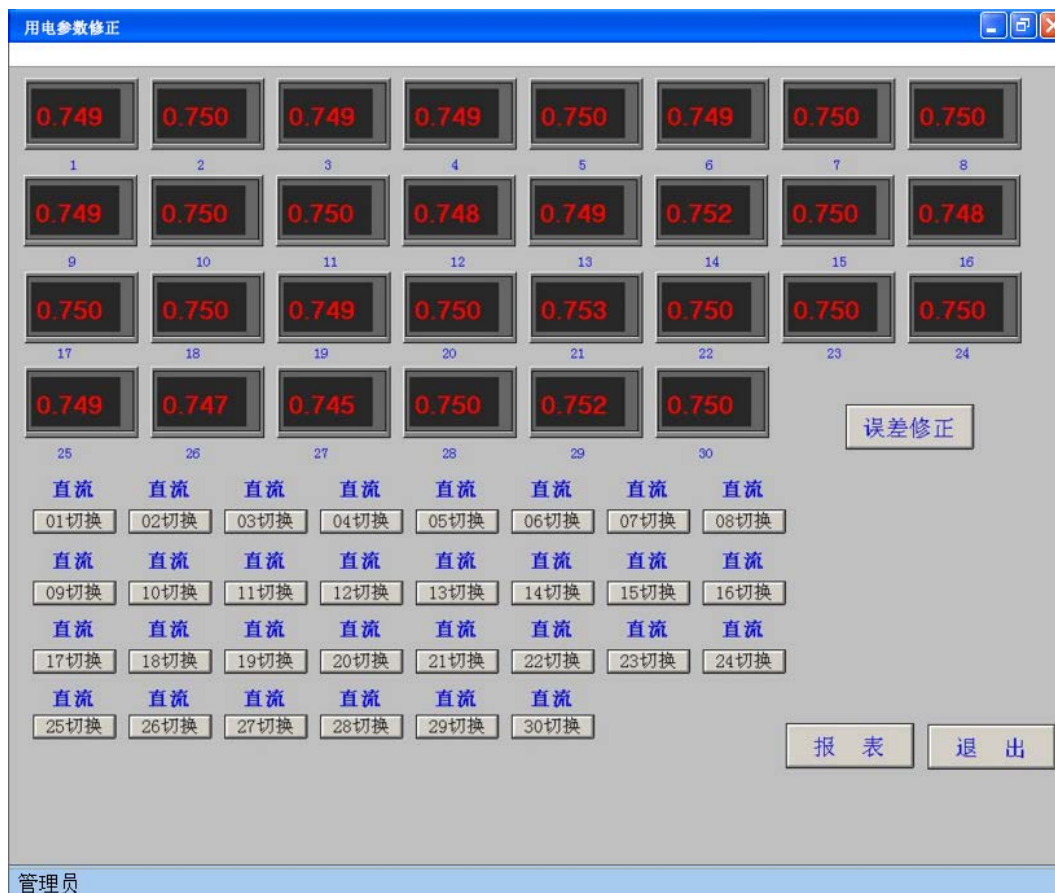 用电参数修正
0.749 0.750 0.749 0.749 0.750 0.749 0.750 0.750
1 2 3 4 5 6 7 8
0.749 0.750 0.750 0.748 0.749 0.752 0.750 0.748
9 10 11 12 13 14 15 16
0.750 0.750 0.749 0.750 0.753 0.750 0.750 0.750
17 18 19 20 21 22 23 24
0.749 0.747 0.745 0.750 0.752 0.750
误差修正
25 26 27 28 29 30
直流 直流 直流 直流 直流 直流 直流 直流
01切换 02切换 03切换 04切换 05切换 06切换 07切换 08切换
直流 直流 直流 直流 直流 直流 直流 直流
09切换 10切换 11切换 12切换 13切换 14切换 15切换 16切换
直流 直流 直流 直流 直流 直流 直流 直流
17切换 18切换 19切换 20切换 21切换 22切换 23切换 24切换
直流 直流 直流 直流 直流 直流
25切换 26切换 27切换 28切换 29切换 30切换
报 表 退 出
管理员